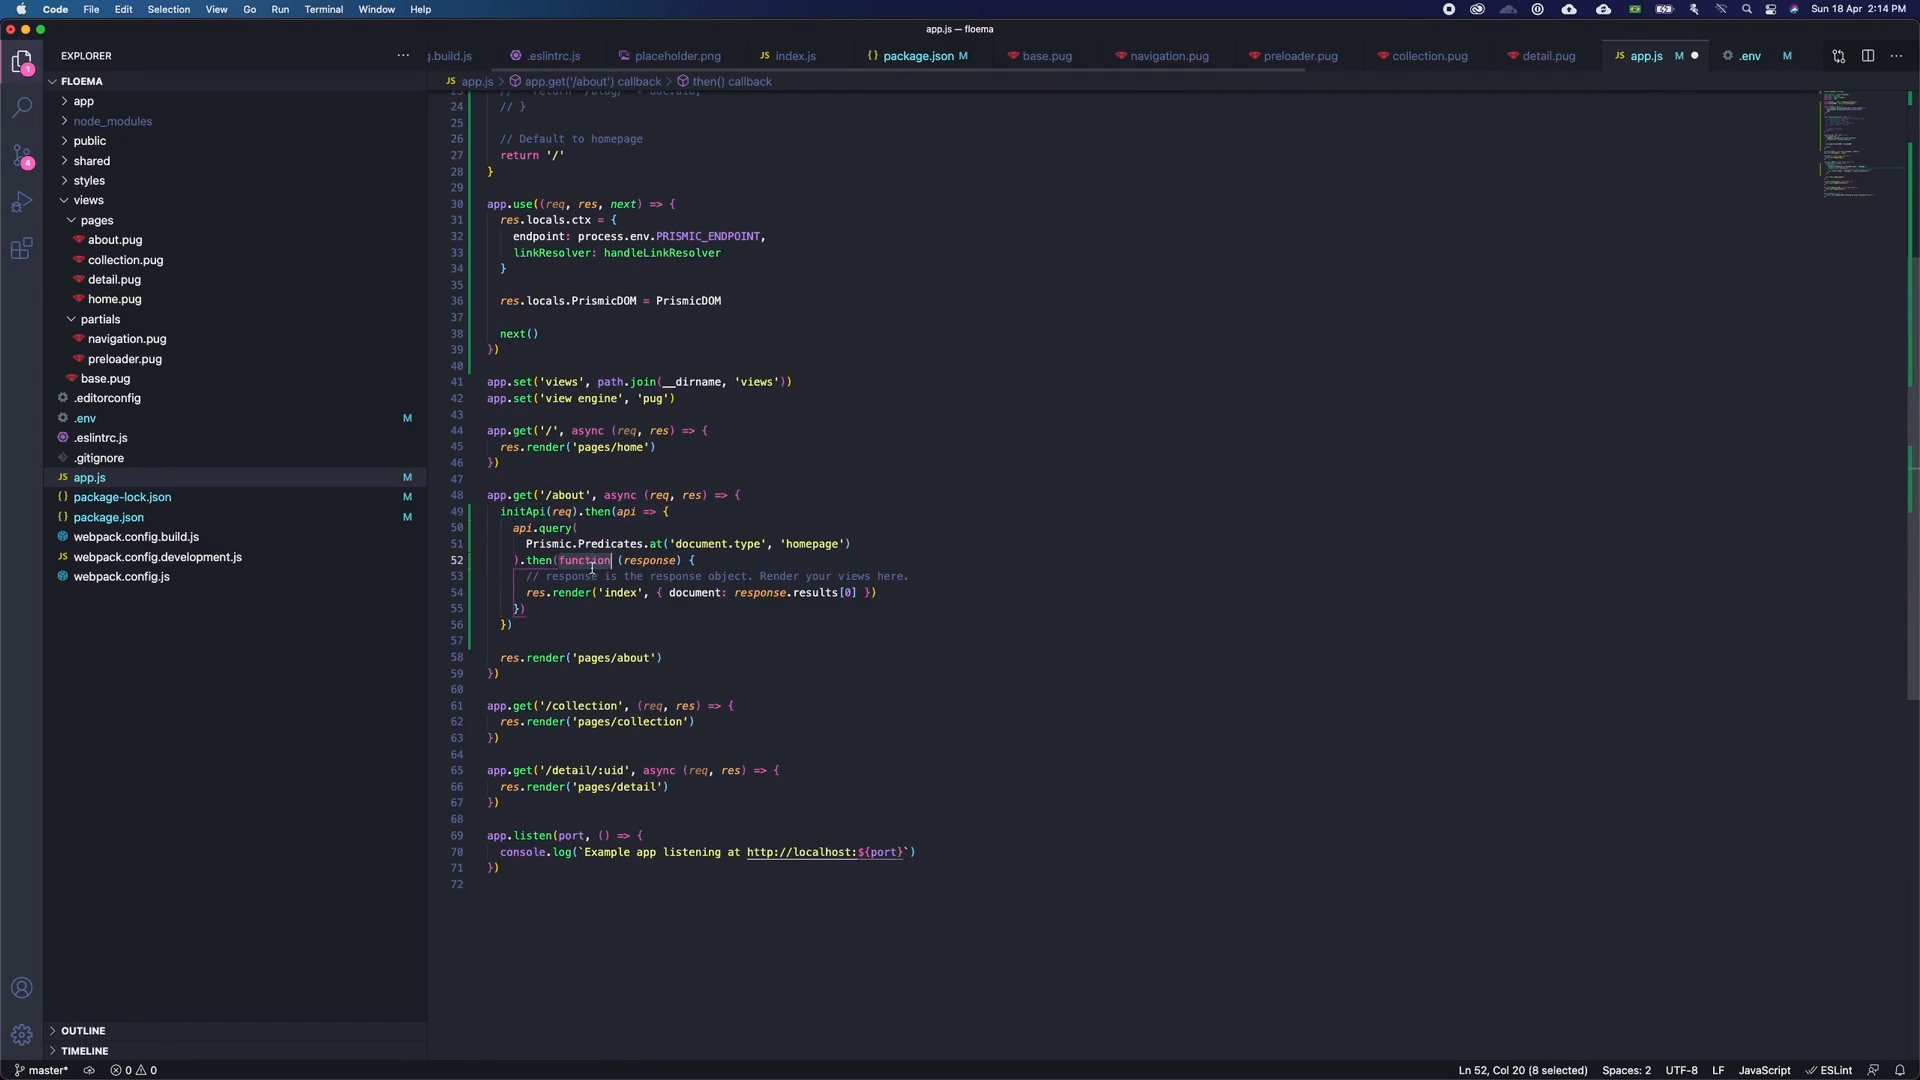 Code File Edit Selection View Go Run Terminal Window Help Sun 18 Apr 2:14 PM
app.js — floema
EXPLORER
g.build.js .eslintrc.js placeholder.png JS index.js {} package.json M base.pug navigation.pug preloader.pug collection.pug detail.pug JS app.js M .env M
JS app.js > app.get('/about') callback > then() callback
FLOEMA
app
node_modules
public
shared
styles
views
pages
about.pug
collection.pug
detail.pug
home.pug
partials
navigation.pug
preloader.pug
base.pug
.editorconfig
.env M
.eslintrc.js
.gitignore
JS app.js M
{} package-lock.json M
{} package.json M
webpack.config.build.js
JS webpack.config.development.js
webpack.config.js
OUTLINE
TIMELINE
1
4
24 // }
25
26 // Default to homepage
27 return '/'
28 }
29
30 app.use((req, res, next) => {
31 res.locals.ctx = {
32 endpoint: process.env.PRISMIC_ENDPOINT,
33 linkResolver: handleLinkResolver
34 }
35
36 res.locals.PrismicDOM = PrismicDOM
37
38 next()
39 })
40
41 app.set('views', path.join(__dirname, 'views'))
42 app.set('view engine', 'pug')
43
44 app.get('/', async (req, res) => {
45 res.render('pages/home')
46 })
47
48 app.get('/about', async (req, res) => {
49 initApi(req).then(api => {
50 api.query(
51 Prismic.Predicates.at('document.type', 'homepage')
52 ).then(function (response) {
53 // response is the response object. Render your views here.
54 res.render('index', { document: response.results[0] })
55 })
56 })
57
58 res.render('pages/about')
59 })
60
61 app.get('/collection', (req, res) => {
62 res.render('pages/collection')
63 })
64
65 app.get('/detail/:uid', async (req, res) => {
66 res.render('pages/detail')
67 })
68
69 app.listen(port, () => {
70 console.log(`Example app listening at http://localhost:${port}`)
71 })
72
master* 0 0 Ln 52, Col 20 (8 selected) Spaces: 2 UTF-8 LF JavaScript ESLint